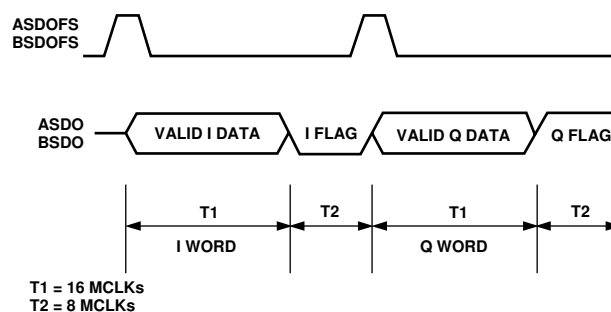 ASDOFS
BSDOFS
ASDO
BSDO
VALID I DATA
I FLAG
VALID Q DATA
Q FLAG
T1
T2
T1
T2
I WORD
Q WORD
T1 = 16 MCLKs
T2 = 8 MCLKs